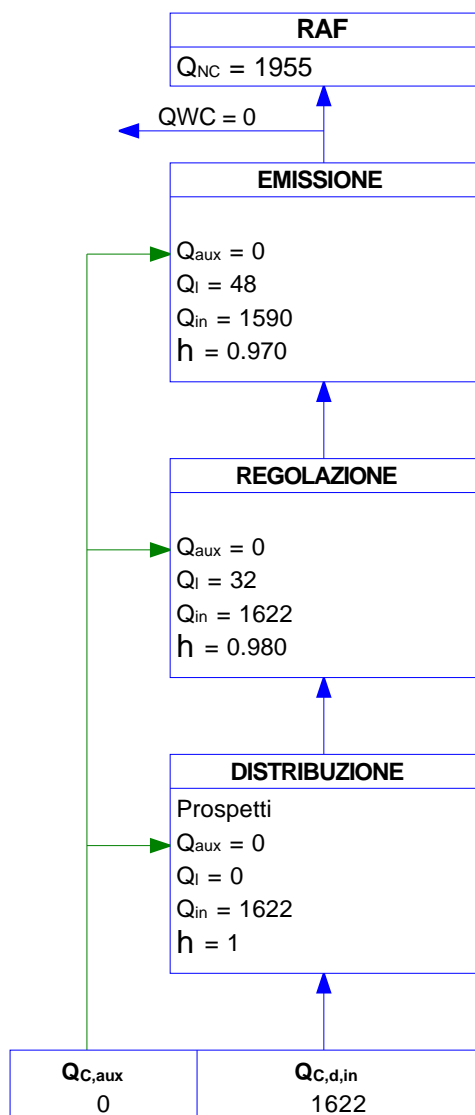 RAF
QNC = 1955
QWC = 0
EMISSIONE
Qaux = 0
Ql = 48
Qin = 1590
h = 0.970
REGOLAZIONE
Qaux = 0
Ql = 32
Qin = 1622
h = 0.980
DISTRIBUZIONE
Prospetti
Qaux = 0
Ql = 0
Qin = 1622
h = 1
QC,aux QC,d,in
0 1622